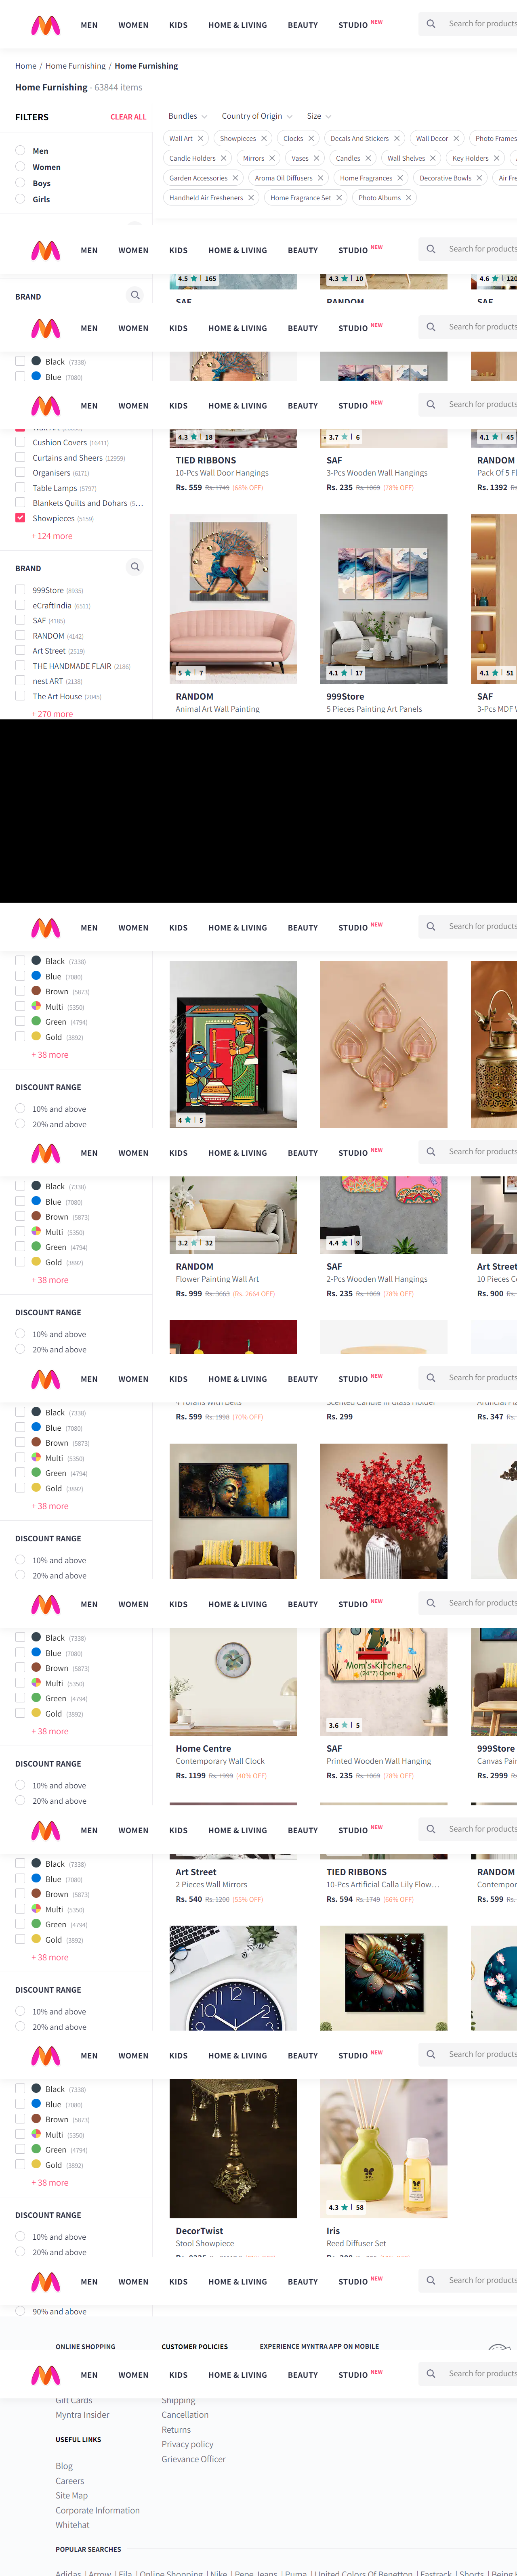 MEN WOMEN KIDS HOME & LIVING BEAUTY STUDIO NEW Search for products
Home / Home Furnishing / Home Furnishing
Home Furnishing - 63844 items
FILTERS CLEAR ALL Bundles Country of Origin Size
Men
Women
Boys
Girls
Wall Art Showpieces Clocks Decals And Stickers Wall Decor Photo Frames
Candle Holders Mirrors Vases Candles Wall Shelves Key Holders
Garden Accessories Aroma Oil Diffusers Home Fragrances Decorative Bowls Air Fre
Handheld Air Fresheners Home Fragrance Set Photo Albums
MEN WOMEN KIDS HOME & LIVING BEAUTY STUDIO NEW Search for products
4.5 ★ | 165 4.3 ★ | 10 4.6 ★ | 120
BRAND
SAF RANDOM SAF
MEN WOMEN KIDS HOME & LIVING BEAUTY STUDIO NEW Search for products
Black (7338)
Blue (7080)
MEN WOMEN KIDS HOME & LIVING BEAUTY STUDIO NEW Search for products
4.3 ★ | 18 3.7 ★ | 6 4.1 ★ | 45
Cushion Covers (16411)
Curtains and Sheers (12959)
Organisers (6171)
Table Lamps (5797)
Blankets Quilts and Dohars (5...
Showpieces (5159)
+ 124 more
TIED RIBBONS SAF RANDOM
10-Pcs Wall Door Hangings 3-Pcs Wooden Wall Hangings Pack Of 5 Fl
Rs. 559 Rs. 1749 (68% OFF) Rs. 235 Rs. 1069 (78% OFF) Rs. 1392 Rs
BRAND
999Store (8935)
eCraftIndia (6511)
SAF (4185)
RANDOM (4142)
Art Street (2519)
THE HANDMADE FLAIR (2186)
nest ART (2138)
The Art House (2045)
+ 270 more
5 ★ | 7 4.1 ★ | 17 4.1 ★ | 51
RANDOM 999Store SAF
Animal Art Wall Painting 5 Pieces Painting Art Panels 3-Pcs MDF W
MEN WOMEN KIDS HOME & LIVING BEAUTY STUDIO NEW Search for products
Black (7338)
Blue (7080)
Brown (5873)
Multi (5350)
Green (4794)
Gold (3892)
+ 38 more
DISCOUNT RANGE
10% and above
20% and above
4 ★ | 5
MEN WOMEN KIDS HOME & LIVING BEAUTY STUDIO NEW Search for products
Black (7338)
Blue (7080)
Brown (5873)
Multi (5350)
Green (4794)
Gold (3892)
+ 38 more
DISCOUNT RANGE
10% and above
20% and above
3.2 ★ | 32 4.4 ★ | 9
RANDOM SAF Art Street
Flower Painting Wall Art 2-Pcs Wooden Wall Hangings 10 Pieces Co
Rs. 999 Rs. 3663 (Rs. 2664 OFF) Rs. 235 Rs. 1069 (78% OFF) Rs. 900 Rs.
MEN WOMEN KIDS HOME & LIVING BEAUTY STUDIO NEW Search for products
4 Torans With Bells Scented Candle In Glass Holder
Rs. 599 Rs. 1998 (70% OFF) Rs. 299 Rs. 347 Rs.
Black (7338)
Blue (7080)
Brown (5873)
Multi (5350)
Green (4794)
Gold (3892)
+ 38 more
DISCOUNT RANGE
10% and above
20% and above
MEN WOMEN KIDS HOME & LIVING BEAUTY STUDIO NEW Search for products
Black (7338)
Blue (7080)
Brown (5873)
Multi (5350)
Green (4794)
Gold (3892)
+ 38 more
DISCOUNT RANGE
10% and above
20% and above
Mom's Kitchen
(24*7) Open
3.6 ★ | 5
Home Centre SAF 999Store
Contemporary Wall Clock Printed Wooden Wall Hanging Canvas Pain
Rs. 1199 Rs. 1999 (40% OFF) Rs. 235 Rs. 1069 (78% OFF) Rs. 2999 Rs
MEN WOMEN KIDS HOME & LIVING BEAUTY STUDIO NEW Search for products
Black (7338)
Blue (7080)
Brown (5873)
Multi (5350)
Green (4794)
Gold (3892)
+ 38 more
DISCOUNT RANGE
10% and above
20% and above
Art Street TIED RIBBONS RANDOM
2 Pieces Wall Mirrors 10-Pcs Artificial Calla Lily Flow... Contempor
Rs. 540 Rs. 1200 (55% OFF) Rs. 594 Rs. 1749 (66% OFF) Rs. 599 Rs.
MEN WOMEN KIDS HOME & LIVING BEAUTY STUDIO NEW Search for products
Black (7338)
Blue (7080)
Brown (5873)
Multi (5350)
Green (4794)
Gold (3892)
+ 38 more
DISCOUNT RANGE
10% and above
20% and above
4.3 ★ | 58
DecorTwist Iris
Stool Showpiece Reed Diffuser Set
MEN WOMEN KIDS HOME & LIVING BEAUTY STUDIO NEW Search for products
90% and above
ONLINE SHOPPING CUSTOMER POLICIES EXPERIENCE MYNTRA APP ON MOBILE
MEN WOMEN KIDS HOME & LIVING BEAUTY STUDIO NEW Search for products
Gift Cards
Myntra Insider
Shipping
Cancellation
Returns
Privacy policy
Grievance Officer
USEFUL LINKS
Blog
Careers
Site Map
Corporate Information
Whitehat
POPULAR SEARCHES
Adidas | Arrow | Fila | Online Shopping | Nike | Pepe Jeans | Puma | United Colors Of Benetton | Fastrack | Shorts | Being